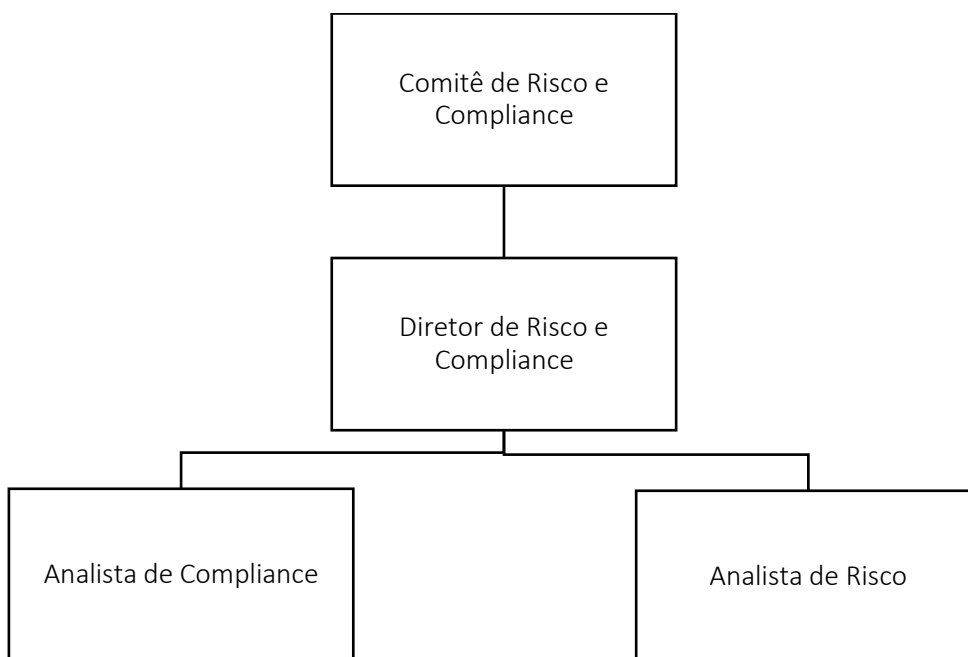 Comitê de Risco e
Compliance
Diretor de Risco e
Compliance
Analista de Compliance
Analista de Risco